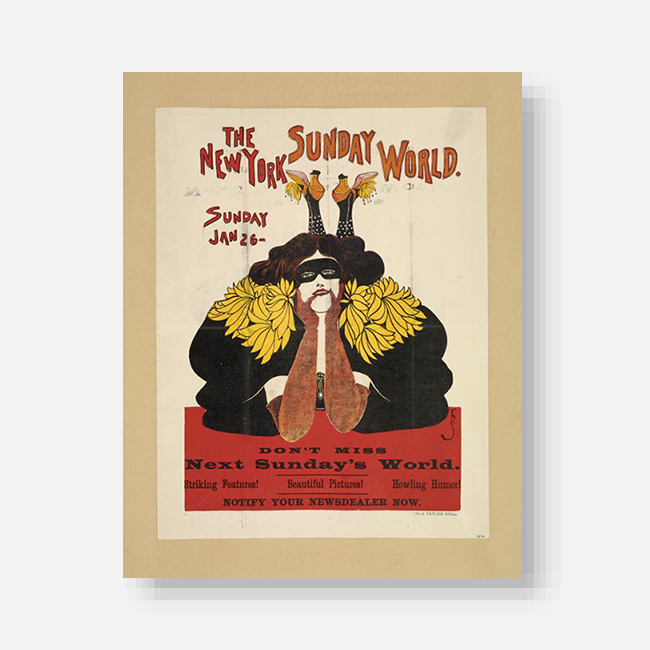 THE
NEW YORK SUNDAY WORLD.
SUNDAY
JAN 26-
DON'T MISS
Next Sunday's World.
Striking Features! Beautiful Pictures! Howling Humor!
NOTIFY YOUR NEWSDEALER NOW.